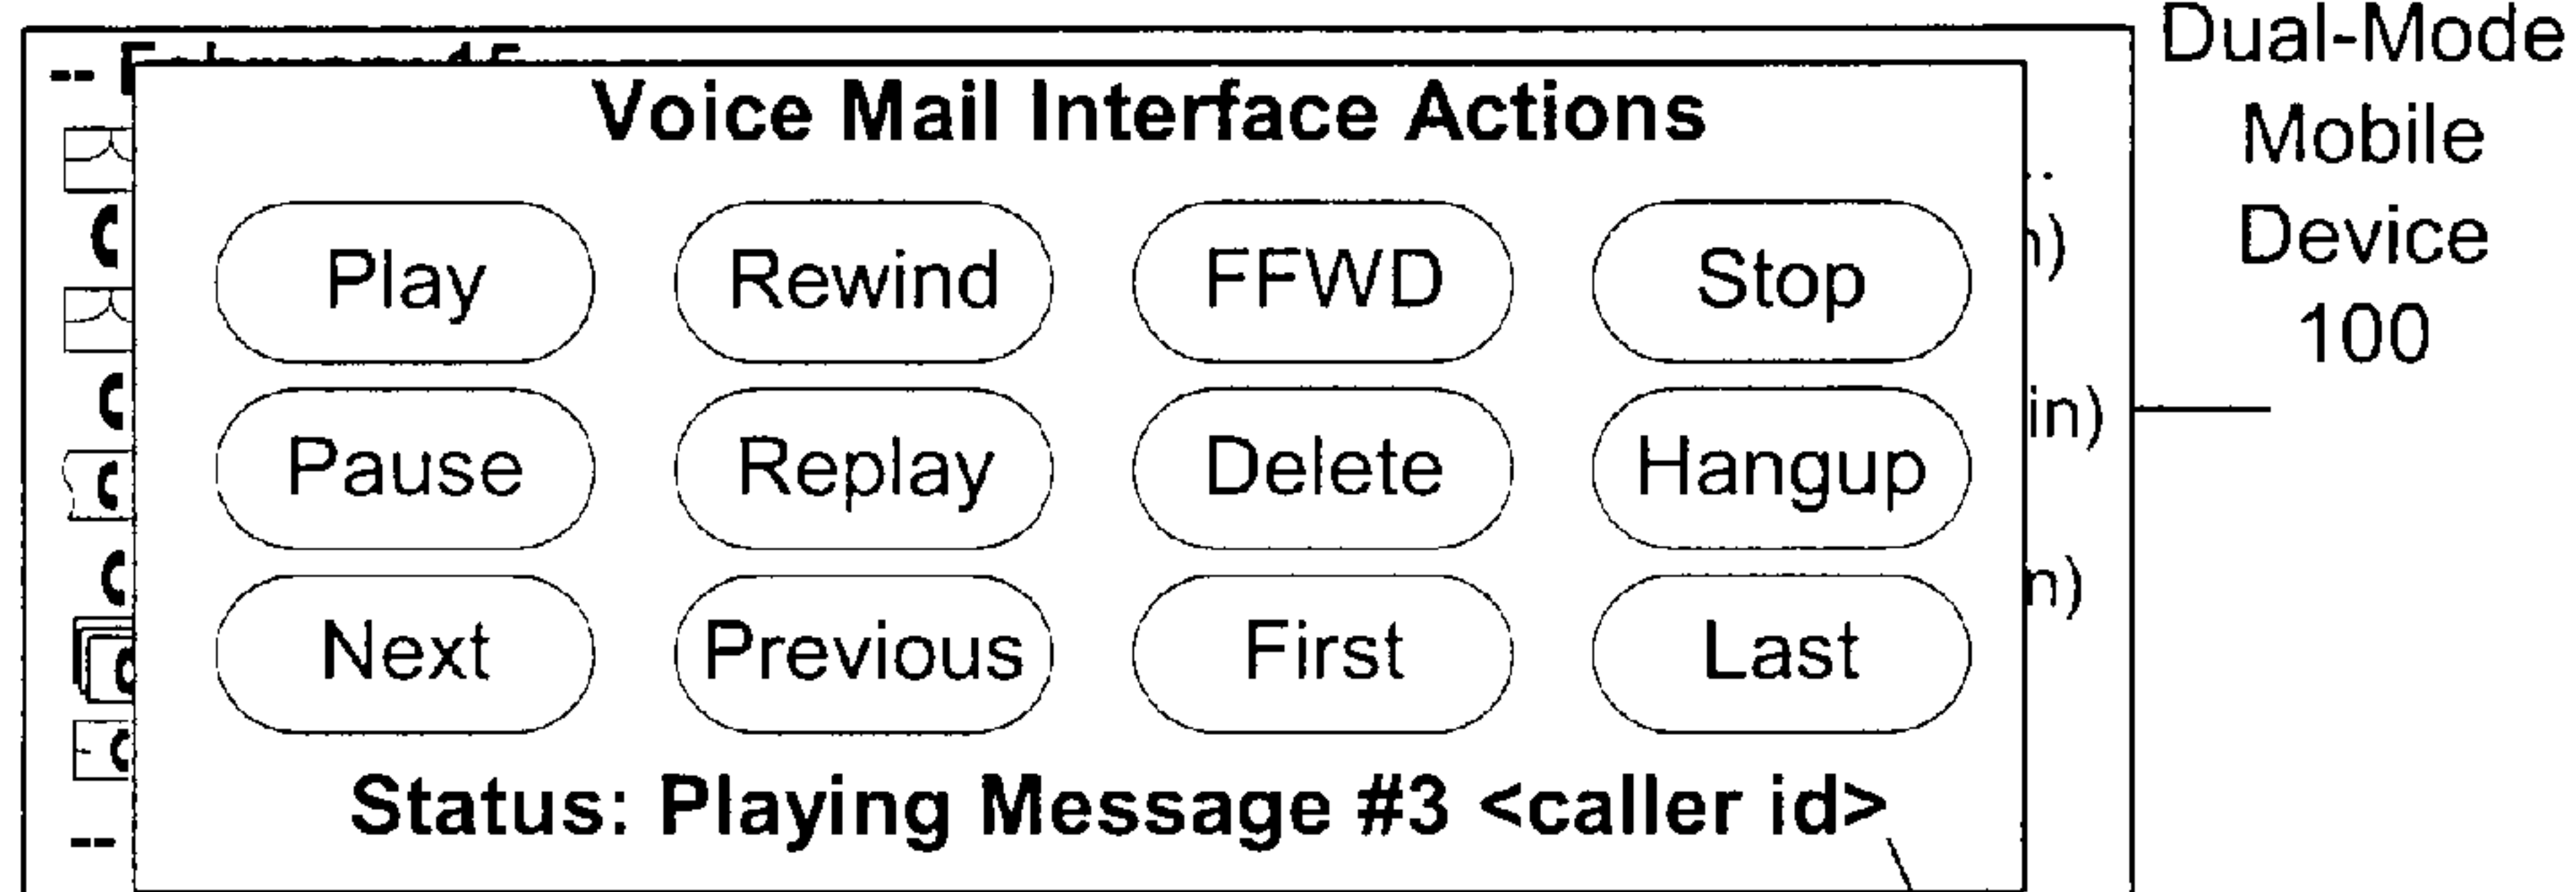 Dual-Mode
Mobile
Device
100
Voice Mail Interface Actions
Play Rewind FFWD Stop
Pause Replay Delete Hangup
Next Previous First Last
Status: Playing Message #3 <caller id>
in)
n)